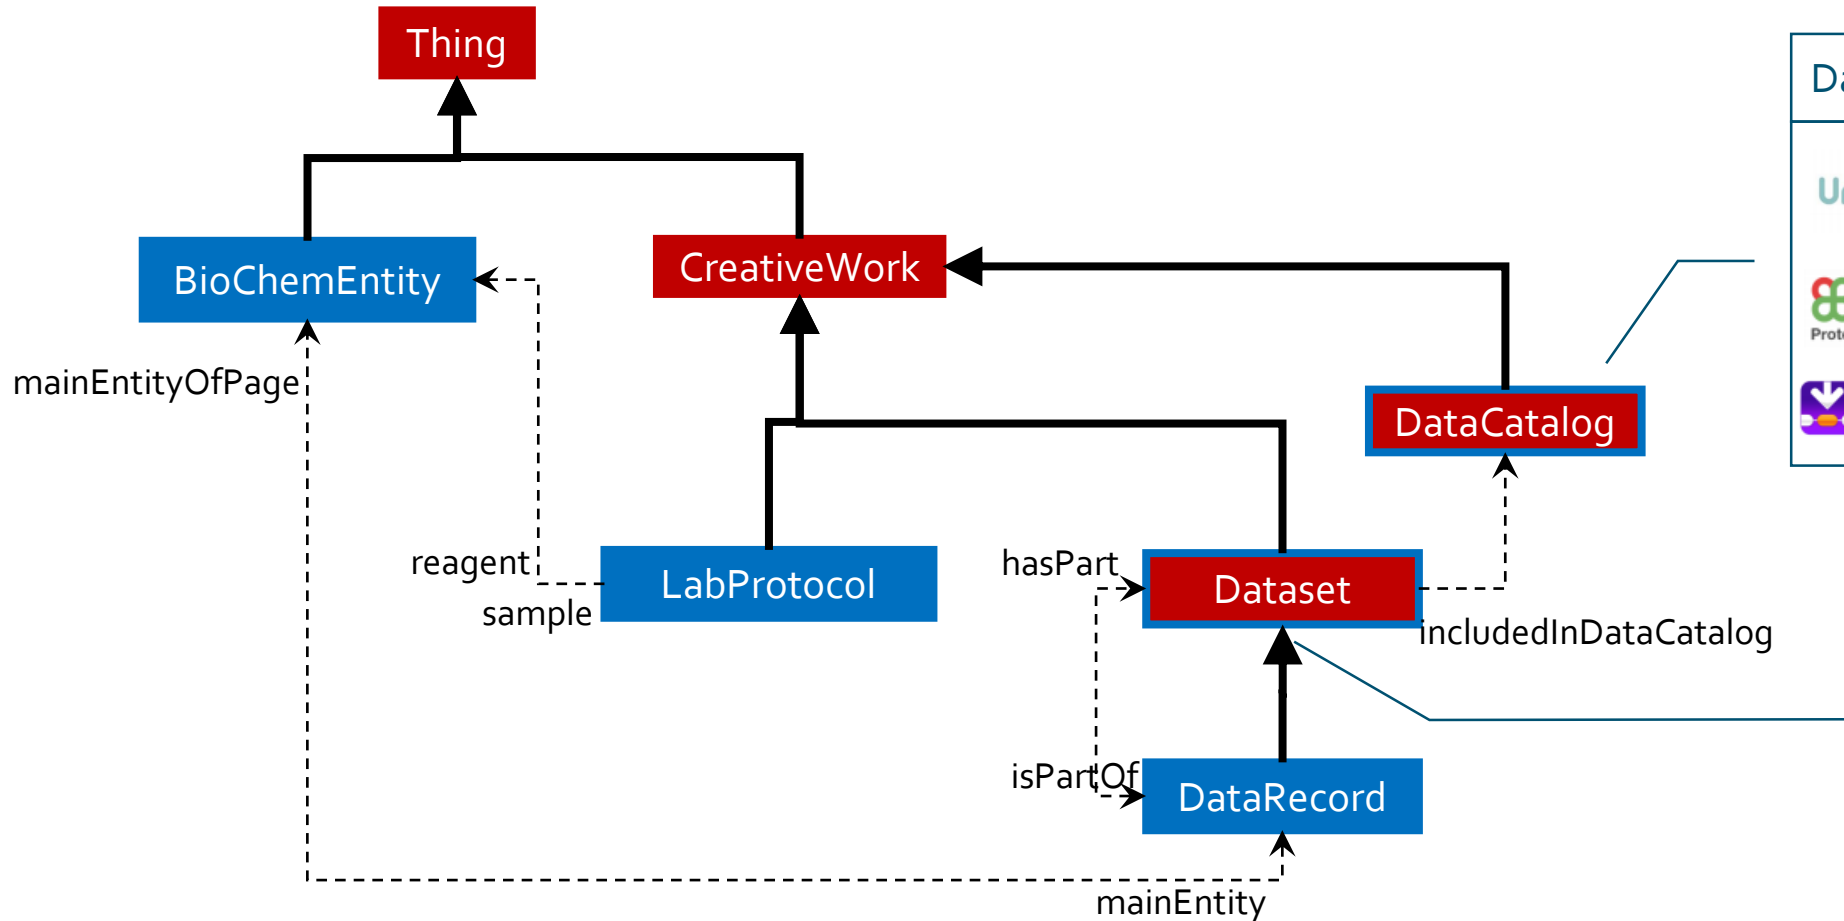 Thing
BioChemEntity
CreativeWork
mainEntityOfPage
DataCatalog
reagent
sample
LabProtocol
hasPart
Dataset
includedInDataCatalog
isPartOf
DataRecord
mainEntity